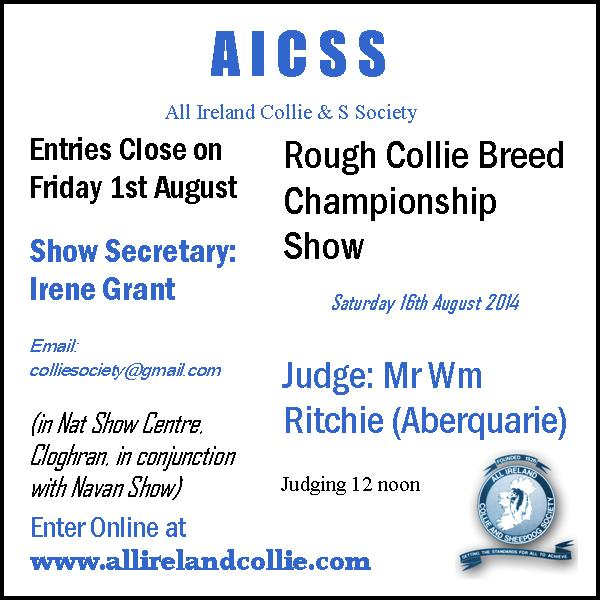 AICSS
All Ireland Collie & S Society
Entries Close on
Friday 1st August
Show Secretary:
Irene Grant
Email:
colliesociety@gmail.com
(in Nat Show Centre,
Cloghran, in conjunction
with Navan Show)
Enter Online at
www.allirelandcollie.com
Rough Collie Breed
Championship
Show
Saturday 16th August 2014
Judge: Mr Wm
Ritchie (Aberquarie)
Judging 12 noon
FOUNDED 1926
ALL IRELAND
COLLIE AND SHEEPDOG SOCIETY
SETTING THE STANDARDS FOR ALL TO ACHIEVE.